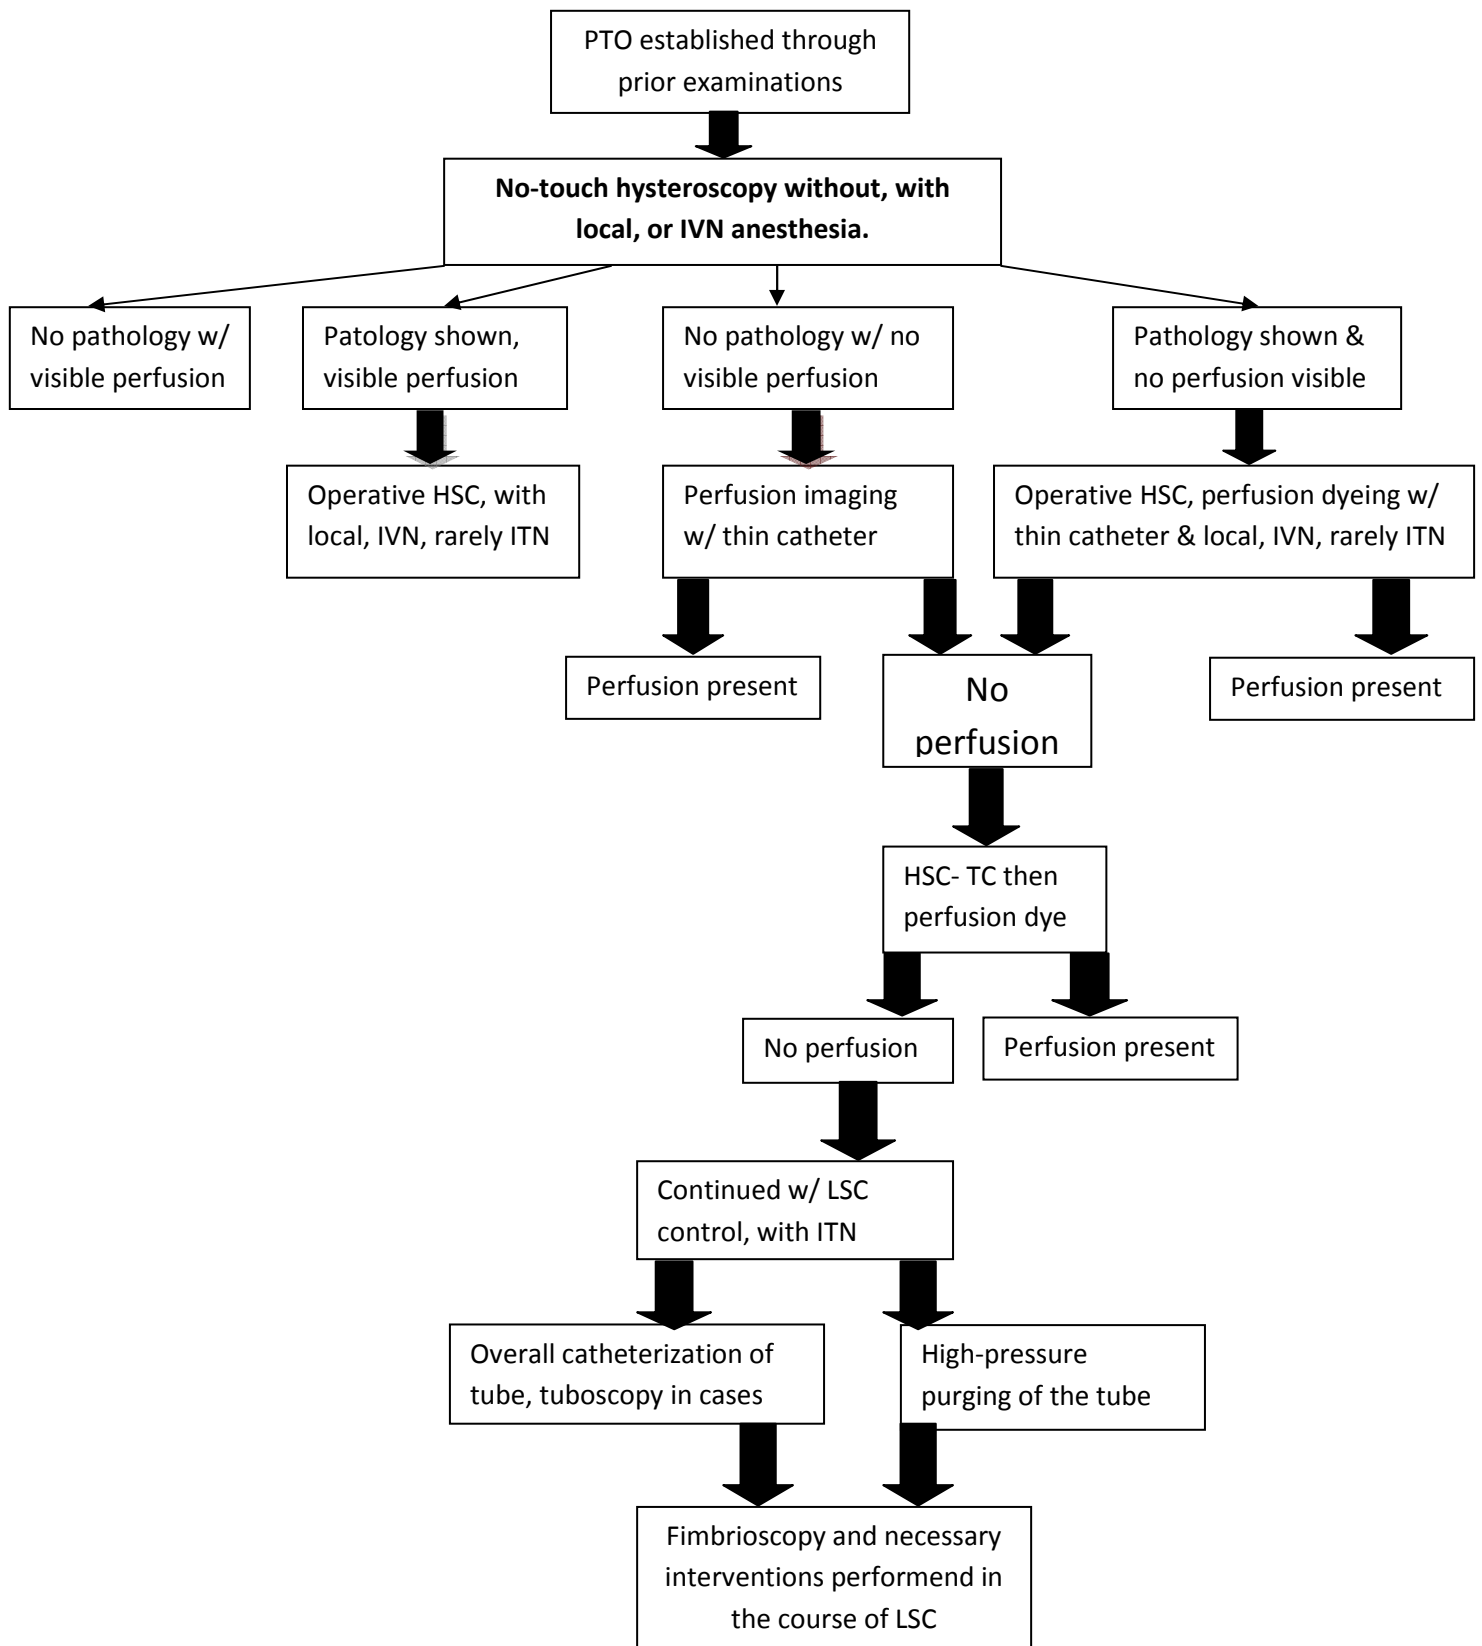 PTO established through
prior examinations
No-touch hysteroscopy without, with
local, or IVN anesthesia.
No pathology w/
visible perfusion
Patology shown,
visible perfusion
No pathology w/ no
visible perfusion
Pathology shown &
no perfusion visible
Operative HSC, with
local, IVN, rarely ITN
Perfusion imaging
w/ thin catheter
Operative HSC, perfusion dyeing w/
thin catheter & local, IVN, rarely ITN
Perfusion present
No
perfusion
Perfusion present
HSC- TC then
perfusion dye
No perfusion
Perfusion present
Continued w/ LSC
control, with ITN
Overall catheterization of
tube, tuboscopy in cases
High-pressure
purging of the tube
Fimbrioscopy and necessary
interventions performend in
the course of LSC